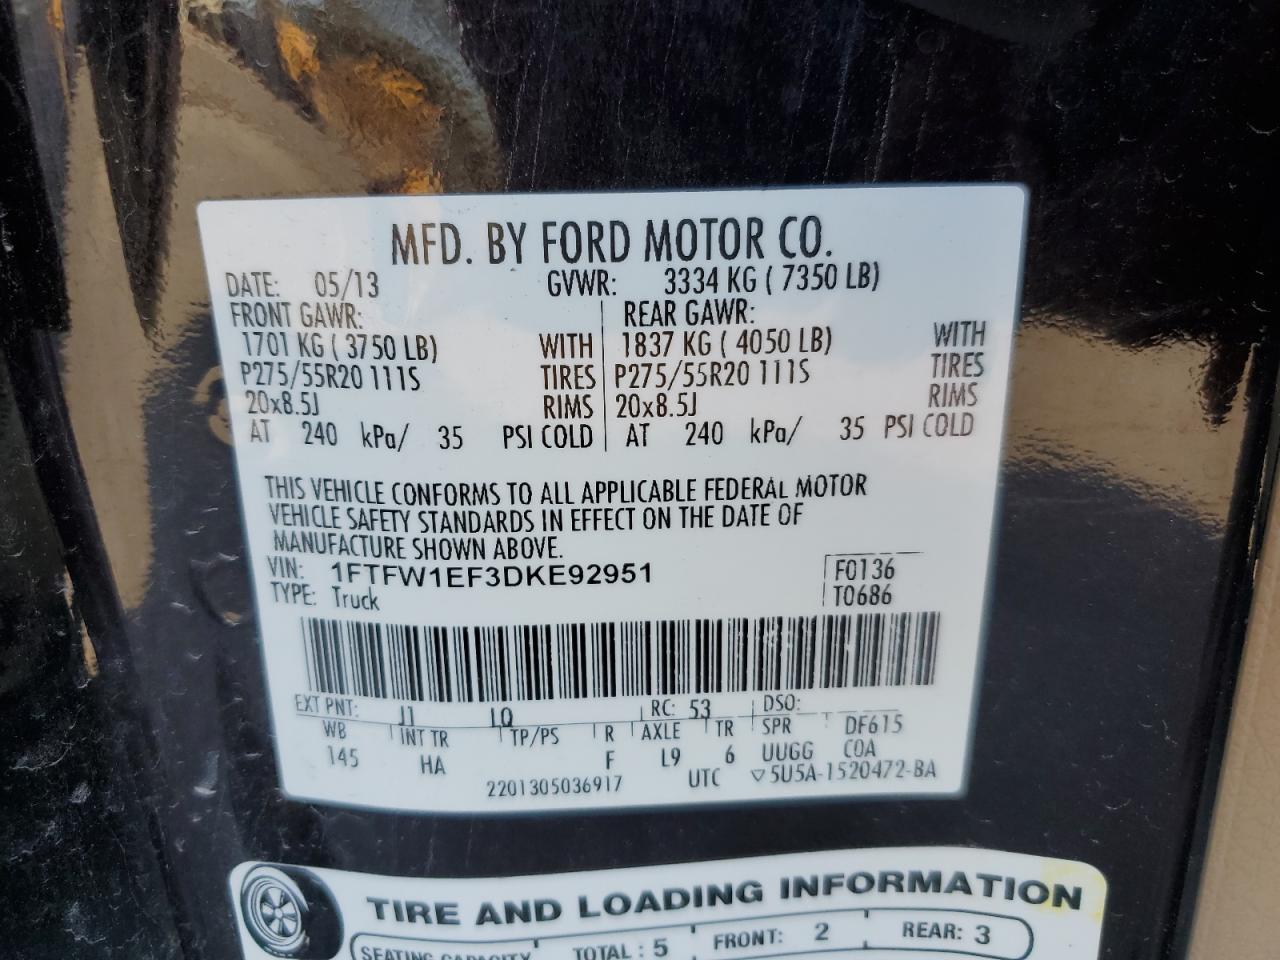 MFD. BY FORD MOTOR CO.
DATE: 05/13 GVWR: 3334 KG ( 7350 LB)
FRONT GAWR: REAR GAWR:
1701 KG ( 3750 LB) WITH 1837 KG ( 4050 LB) WITH
P275/55R20 111S TIRES P275/55R20 111S TIRES
20x8.5J RIMS 20x8.5J RIMS
AT 240 kPa/ 35 PSI COLD AT 240 kPa/ 35 PSI COLD
THIS VEHICLE CONFORMS TO ALL APPLICABLE FEDERAL MOTOR
VEHICLE SAFETY STANDARDS IN EFFECT ON THE DATE OF
MANUFACTURE SHOWN ABOVE.
VIN: 1FTFW1EF3DKE92951 F0136
TYPE: Truck T0686
EXT PNT: J1 LQ RC: 53 DSO:
WB INT TR TP/PS R AXLE TR SPR DF615
145 HA F L9 6 UUGG COA
2201305036917 UTC ▽5U5A-1520472-BA
TIRE AND LOADING INFORMATION
SEATING CAPACITY TOTAL : 5 FRONT: 2 REAR: 3